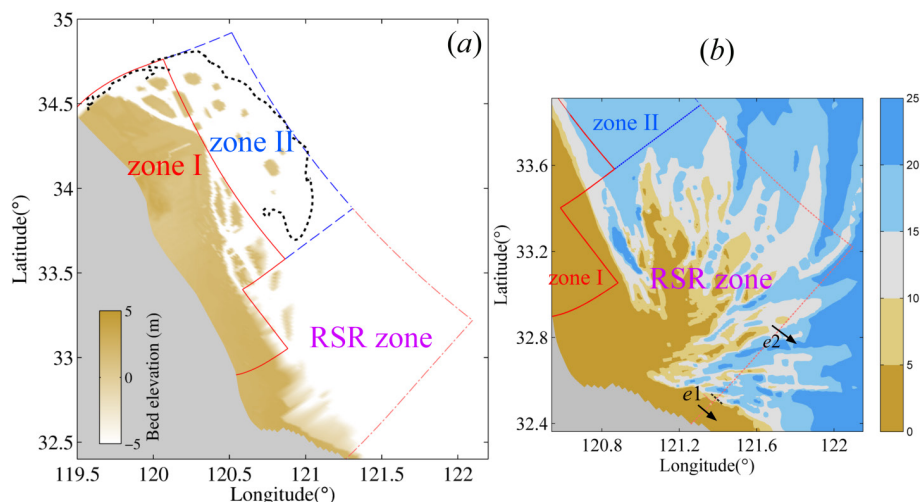 (a)
35
34.5
34
33.5
33
32.5
Latitude(°)
zone I
zone II
RSR zone
5
0
−5
Bed elevation (m)
119.5 120 120.5 121 121.5 122
Longitude(°)
(b)
33.6
33.2
32.8
32.4
Latitude(°)
zone II
zone I
RSR zone
e2
e1
120.8 121.2 121.6 122
Longitude(°)
25
20
15
10
5
0